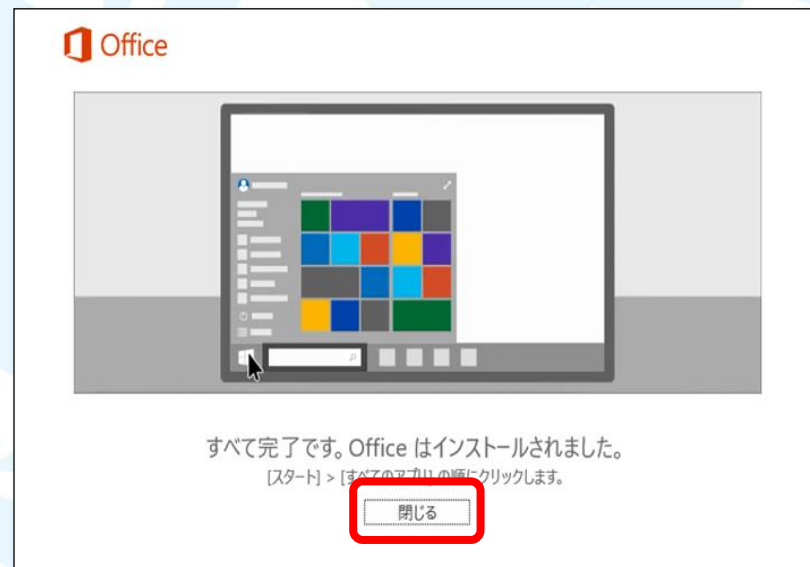 Office
すべて完了です。Office はインストールされました。
[スタート] > [すべてのアプリ] の順にクリックします。
閉じる